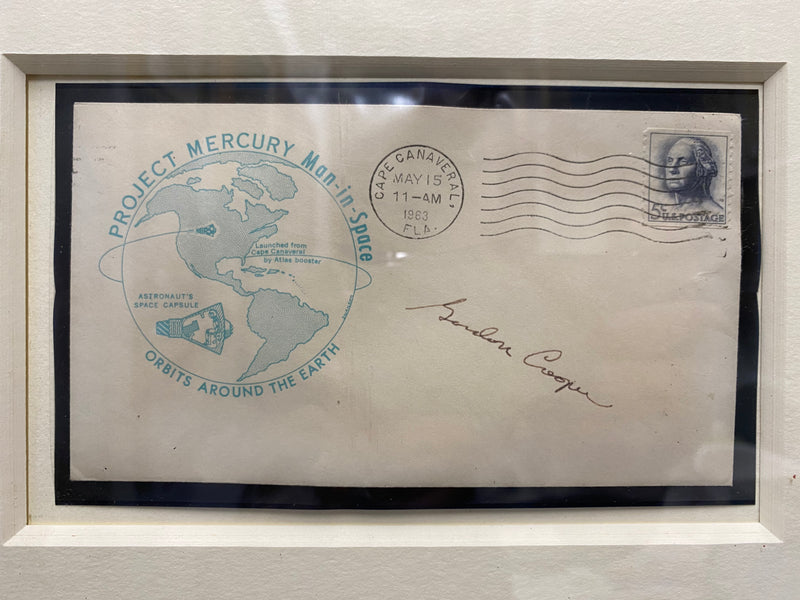 PROJECT MERCURY Man-in-Space
Launched from
Cape Canaveral
by Atlas booster
ASTRONAUT'S
SPACE CAPSULE
ORBITS AROUND THE EARTH
CAPE CANAVERAL,
MAY 15
11-AM
1963
FLA.
5c
U.S. POSTAGE
Gordon Cooper